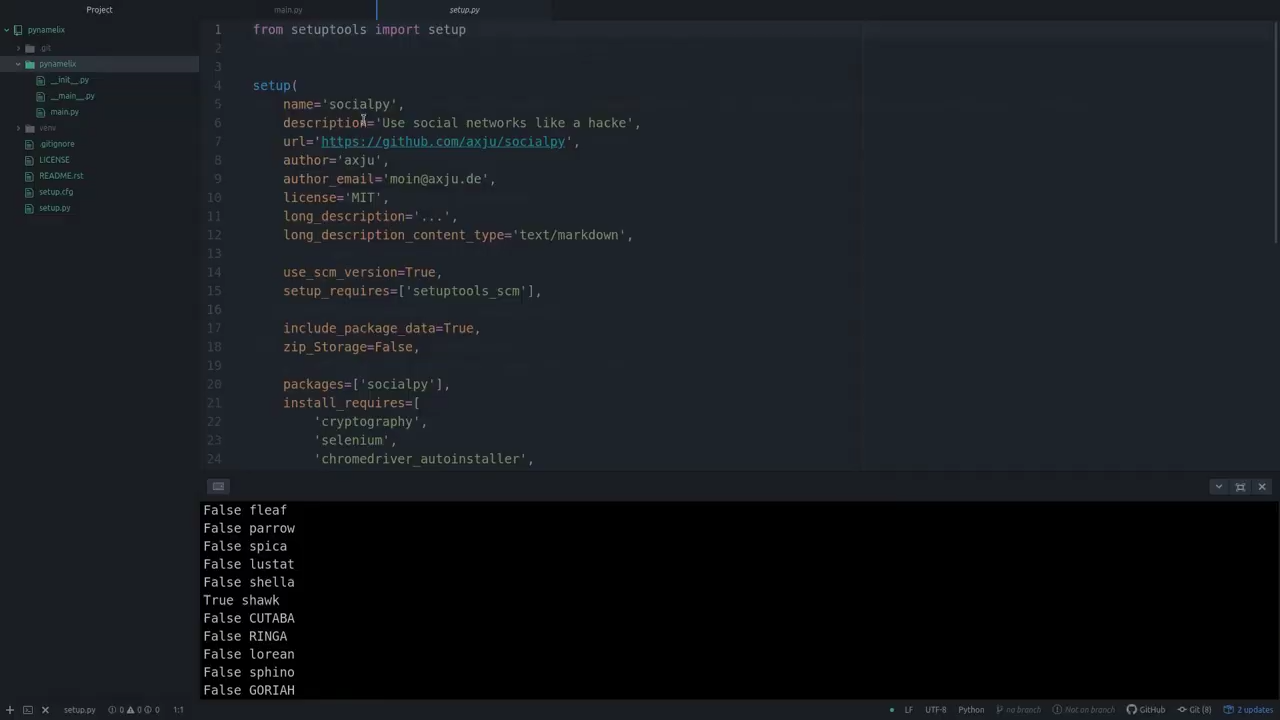 Project
main.py
setup.py
pynamelix
.git
pynamelix
__init__.py
__main__.py
main.py
venv
.gitignore
LICENSE
README.rst
setup.cfg
setup.py
1 from setuptools import setup
2
3
4 setup(
5 name='socialpy',
6 description='Use social networks like a hacke',
7 url='https://github.com/axju/socialpy',
8 author='axju',
9 author_email='moin@axju.de',
10 license='MIT',
11 long_description='...',
12 long_description_content_type='text/markdown',
13
14 use_scm_version=True,
15 setup_requires=['setuptools_scm'],
16
17 include_package_data=True,
18 zip_Storage=False,
19
20 packages=['socialpy'],
21 install_requires=[
22 'cryptography',
23 'selenium',
24 'chromedriver_autoinstaller',
False fleaf
False parrow
False spica
False lustat
False shella
True shawk
False CUTABA
False RINGA
False lorean
False sphino
False GORIAH
setup.py 0 0 0 1:1 LF UTF-8 Python no branch Not on branch GitHub Git (8) 2 updates